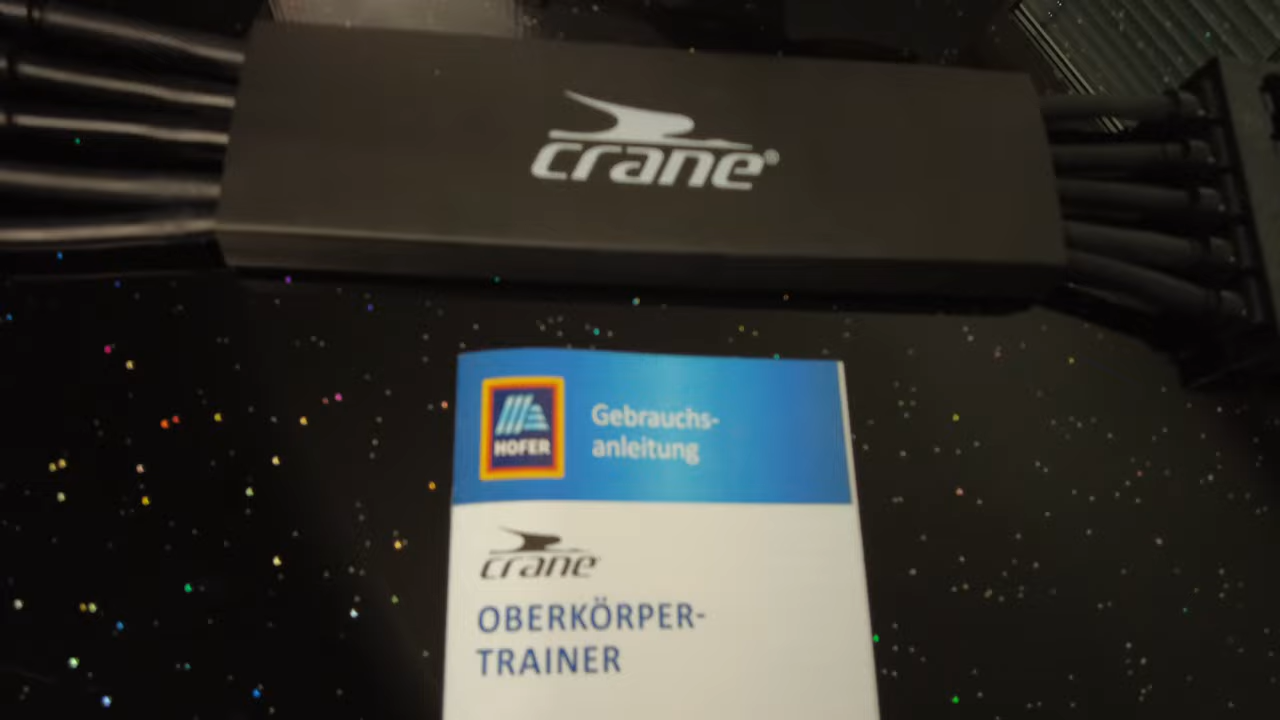 crane®
HOFER
Gebrauchs-
anleitung
crane
OBERKÖRPER-
TRAINER